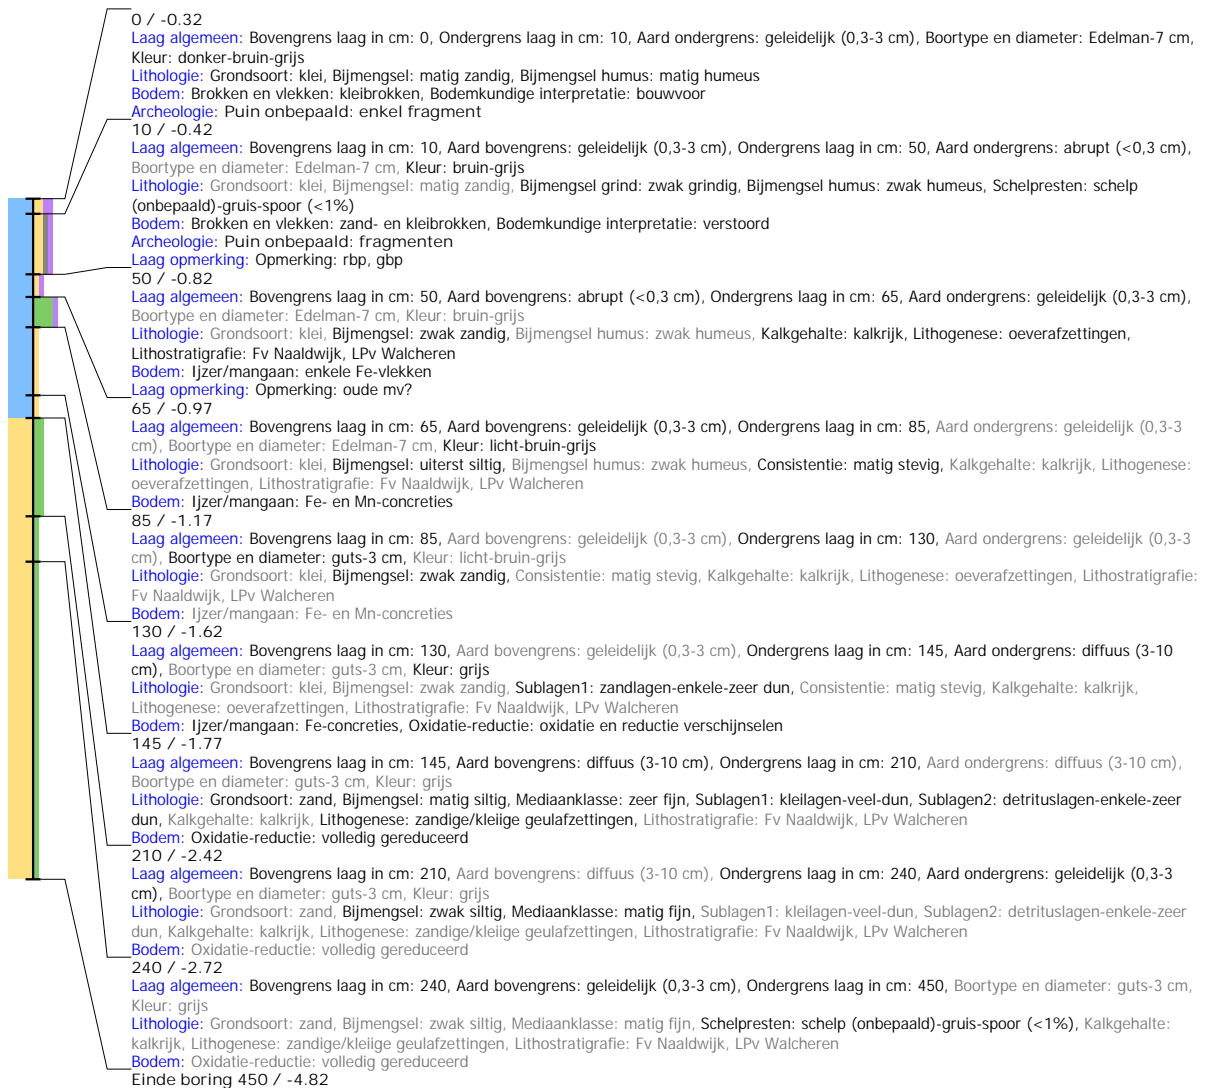 0 / -0.32
Laag algemeen: Bovengrens laag in cm: 0, Ondergrens laag in cm: 10, Aard ondergrens: geleidelijk (0,3-3 cm), Boortype en diameter: Edelman-7 cm,
Kleur: donker-bruin-grijs
Lithologie: Grondsoort: klei, Bijmengsel: matig zandig, Bijmengsel humus: matig humeus
Bodem: Brokken en vlekken: kleibrokken, Bodemkundige interpretatie: bouwvoor
Archeologie: Puin onbepaald: enkel fragment
10 / -0.42
Laag algemeen: Bovengrens laag in cm: 10, Aard bovengrens: geleidelijk (0,3-3 cm), Ondergrens laag in cm: 50, Aard ondergrens: abrupt (<0,3 cm),
Boortype en diameter: Edelman-7 cm, Kleur: bruin-grijs
Lithologie: Grondsoort: klei, Bijmengsel: matig zandig, Bijmengsel grind: zwak grindig, Bijmengsel humus: zwak humeus, Schelpresten: schelp
(onbepaald)-gruis-spoor (<1%)
Bodem: Brokken en vlekken: zand- en kleibrokken, Bodemkundige interpretatie: verstoord
Archeologie: Puin onbepaald: fragmenten
Laag opmerking: Opmerking: rbp, gbp
50 / -0.82
Laag algemeen: Bovengrens laag in cm: 50, Aard bovengrens: abrupt (<0,3 cm), Ondergrens laag in cm: 65, Aard ondergrens: geleidelijk (0,3-3 cm),
Boortype en diameter: Edelman-7 cm, Kleur: bruin-grijs
Lithologie: Grondsoort: klei, Bijmengsel: zwak zandig, Bijmengsel humus: zwak humeus, Kalkgehalte: kalkrijk, Lithogenese: oeverafzettingen,
Lithostratigrafie: Fv Naaldwijk, LPv Walcheren
Bodem: Ijzer/mangaan: enkele Fe-vlekken
Laag opmerking: Opmerking: oude mv?
65 / -0.97
Laag algemeen: Bovengrens laag in cm: 65, Aard bovengrens: geleidelijk (0,3-3 cm), Ondergrens laag in cm: 85, Aard ondergrens: geleidelijk (0,3-3
cm), Boortype en diameter: Edelman-7 cm, Kleur: licht-bruin-grijs
Lithologie: Grondsoort: klei, Bijmengsel: uiterst siltig, Bijmengsel humus: zwak humeus, Consistentie: matig stevig, Kalkgehalte: kalkrijk, Lithogenese:
oeverafzettingen, Lithostratigrafie: Fv Naaldwijk, LPv Walcheren
Bodem: Ijzer/mangaan: Fe- en Mn-concreties
85 / -1.17
Laag algemeen: Bovengrens laag in cm: 85, Aard bovengrens: geleidelijk (0,3-3 cm), Ondergrens laag in cm: 130, Aard ondergrens: geleidelijk (0,3-3
cm), Boortype en diameter: guts-3 cm, Kleur: licht-bruin-grijs
Lithologie: Grondsoort: klei, Bijmengsel: zwak zandig, Consistentie: matig stevig, Kalkgehalte: kalkrijk, Lithogenese: oeverafzettingen, Lithostratigrafie:
Fv Naaldwijk, LPv Walcheren
Bodem: Ijzer/mangaan: Fe- en Mn-concreties
130 / -1.62
Laag algemeen: Bovengrens laag in cm: 130, Aard bovengrens: geleidelijk (0,3-3 cm), Ondergrens laag in cm: 145, Aard ondergrens: diffuus (3-10
cm), Boortype en diameter: guts-3 cm, Kleur: grijs
Lithologie: Grondsoort: klei, Bijmengsel: zwak zandig, Sublagen1: zandlagen-enkele-zeer dun, Consistentie: matig stevig, Kalkgehalte: kalkrijk,
Lithogenese: oeverafzettingen, Lithostratigrafie: Fv Naaldwijk, LPv Walcheren
Bodem: Ijzer/mangaan: Fe-concreties, Oxidatie-reductie: oxidatie en reductie verschijnselen
145 / -1.77
Laag algemeen: Bovengrens laag in cm: 145, Aard bovengrens: diffuus (3-10 cm), Ondergrens laag in cm: 210, Aard ondergrens: diffuus (3-10 cm),
Boortype en diameter: guts-3 cm, Kleur: grijs
Lithologie: Grondsoort: zand, Bijmengsel: matig siltig, Mediaanklasse: zeer fijn, Sublagen1: kleilagen-veel-dun, Sublagen2: detrituslagen-enkele-zeer
dun, Kalkgehalte: kalkrijk, Lithogenese: zandige/kleiige geulafzettingen, Lithostratigrafie: Fv Naaldwijk, LPv Walcheren
Bodem: Oxidatie-reductie: volledig gereduceerd
210 / -2.42
Laag algemeen: Bovengrens laag in cm: 210, Aard bovengrens: diffuus (3-10 cm), Ondergrens laag in cm: 240, Aard ondergrens: geleidelijk (0,3-3
cm), Boortype en diameter: guts-3 cm, Kleur: grijs
Lithologie: Grondsoort: zand, Bijmengsel: zwak siltig, Mediaanklasse: matig fijn, Sublagen1: kleilagen-veel-dun, Sublagen2: detrituslagen-enkele-zeer
dun, Kalkgehalte: kalkrijk, Lithogenese: zandige/kleiige geulafzettingen, Lithostratigrafie: Fv Naaldwijk, LPv Walcheren
Bodem: Oxidatie-reductie: volledig gereduceerd
240 / -2.72
Laag algemeen: Bovengrens laag in cm: 240, Aard bovengrens: geleidelijk (0,3-3 cm), Ondergrens laag in cm: 450, Boortype en diameter: guts-3 cm,
Kleur: grijs
Lithologie: Grondsoort: zand, Bijmengsel: zwak siltig, Mediaanklasse: matig fijn, Schelpresten: schelp (onbepaald)-gruis-spoor (<1%), Kalkgehalte:
kalkrijk, Lithogenese: zandige/kleiige geulafzettingen, Lithostratigrafie: Fv Naaldwijk, LPv Walcheren
Bodem: Oxidatie-reductie: volledig gereduceerd
Einde boring 450 / -4.82